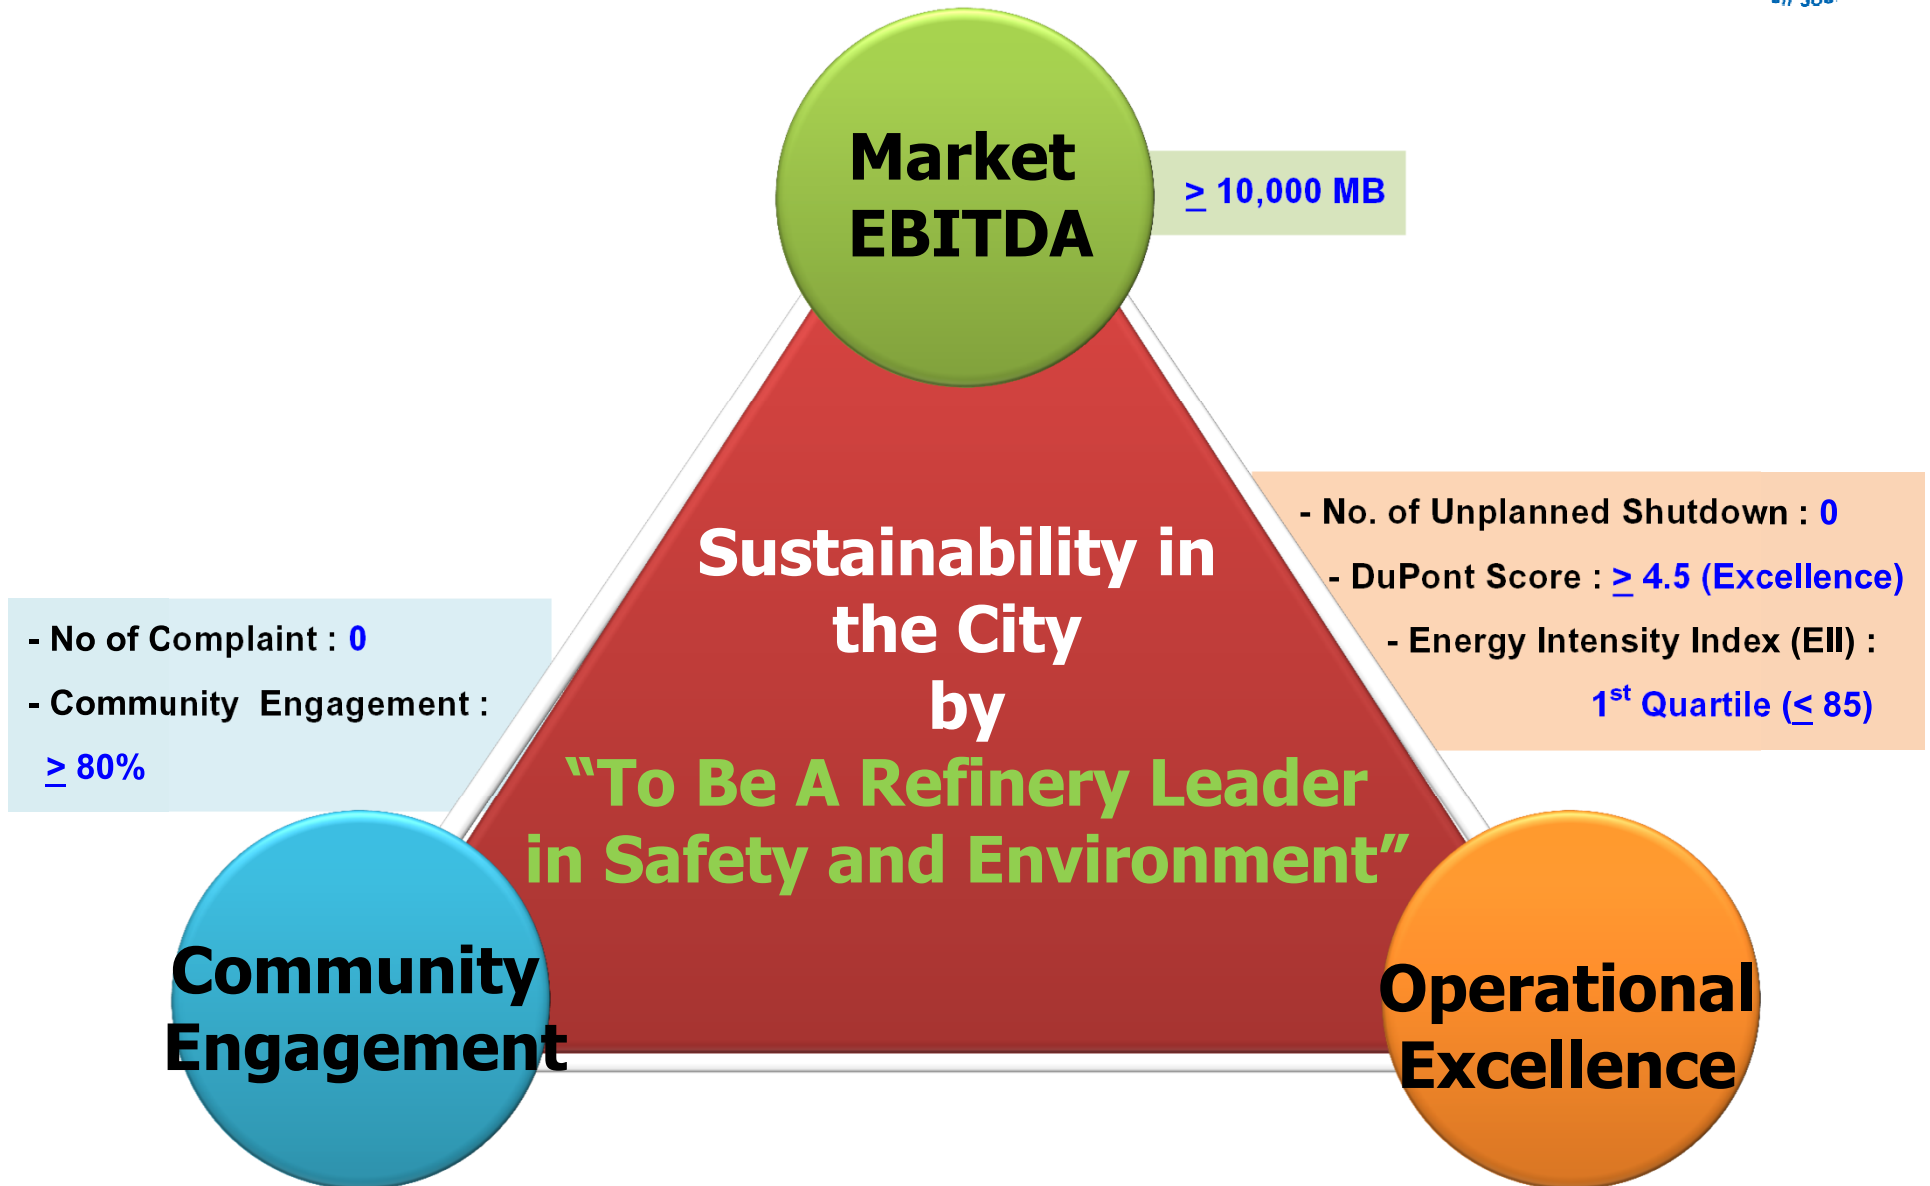 Market
EBITDA
≥ 10,000 MB
- No. of Unplanned Shutdown : 0
- DuPont Score : ≥ 4.5 (Excellence)
- Energy Intensity Index (EII) :
1st Quartile (≤ 85)
Sustainability in
the City
by
“To Be A Refinery Leader
in Safety and Environment”
- No of Complaint : 0
- Community Engagement :
≥ 80%
Community
Engagement
Operational
Excellence